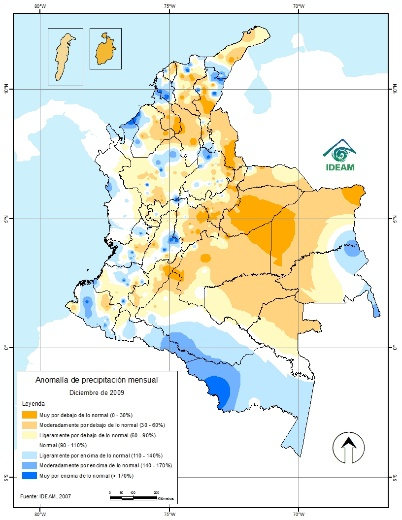 80°W
75°W
70°W
10°N
5°N
0°
5°S
IDEAM
Anomalia de precipitación mensual
Diciembre de 2009
Leyenda
Muy por debajo de lo normal (0 - 30%)
Moderadamente por debajo de lo normal (30 - 60%)
Ligeramente por debajo de lo normal (60 - 90%)
Normal (90 - 110%)
Ligeramente por encima de lo normal (110 - 140%)
Moderadamente por encima de lo normal (140 - 170%)
Muy por encima de lo normal (> 170%)
Fuente: IDEAM, 2007